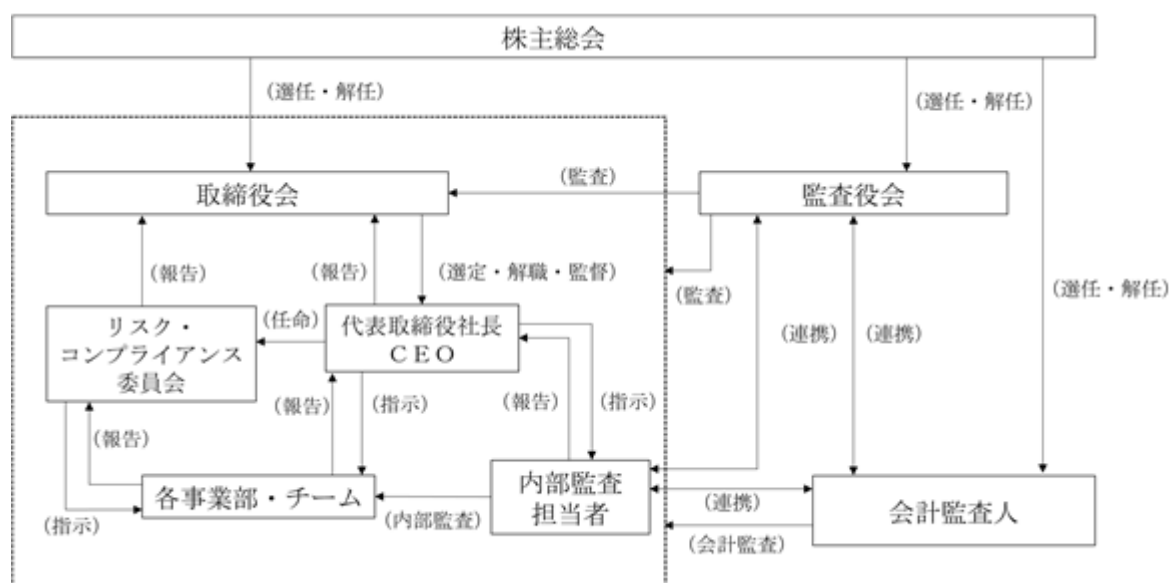 株主総会
(選任・解任)
(選任・解任)
取締役会
(監査)
監査役会
(報告)
(報告)
(選定・解職・監督)
(監査)
(選任・解任)
リスク・
コンプライアンス
委員会
(任命)
代表取締役社長
CEO
(連携)
(連携)
(報告)
(報告)
(指示)
(報告)
(指示)
各事業部・チーム
(内部監査)
内部監査
担当者
(連携)
会計監査人
(指示)
(会計監査)